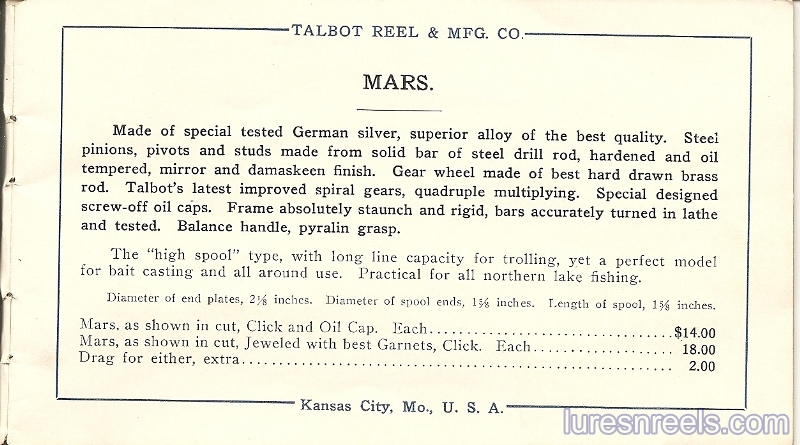 TALBOT REEL & MFG. CO.
MARS.
Made of special tested German silver, superior alloy of the best quality. Steel
pinions, pivots and studs made from solid bar of steel drill rod, hardened and oil
tempered, mirror and damaskeen finish. Gear wheel made of best hard drawn brass
rod. Talbot's latest improved spiral gears, quadruple multiplying. Special designed
screw-off oil caps. Frame absolutely staunch and rigid, bars accurately turned in lathe
and tested. Balance handle, pyralin grasp.
The "high spool" type, with long line capacity for trolling, yet a perfect model
for bait casting and all around use. Practical for all northern lake fishing.
Diameter of end plates, inches. Diameter of spool ends, inches. Length of spool, inches.
Mars, as shown in cut, Click and Oil Cap. Each................................$14.00
Mars, as shown in cut, Jeweled with best Garnets, Click. Each.................. 18.00
Drag for either, extra....................................................... 2.00
Kansas City, Mo., U. S. A.
luresnreels.com